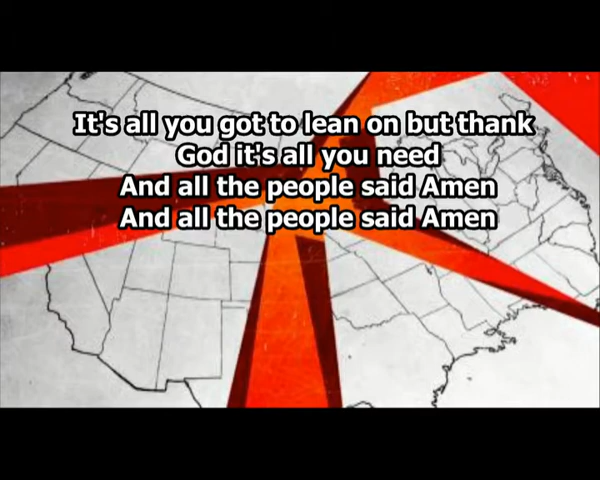 It's all you got to lean on but thank
God it's all you need
And all the people said Amen
And all the people said Amen